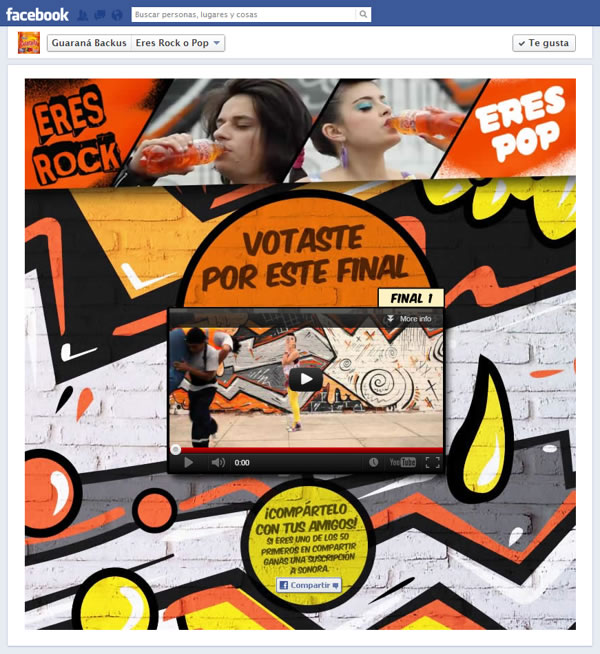 facebook
Buscar personas, lugares y cosas
Guaraná Backus
Eres Rock o Pop
Te gusta
ERES
ROCK
ERES
POP
VOTASTE
POR ESTE FINAL
FINAL 1
More info
0:00
YouTube
¡COMPÁRTELO
CON TUS AMIGOS!
SI ERES UNO DE LOS 50
PRIMEROS EN COMPARTIR
GANAS UNA SUSCRIPCIÓN
A SONORA.
Compartir